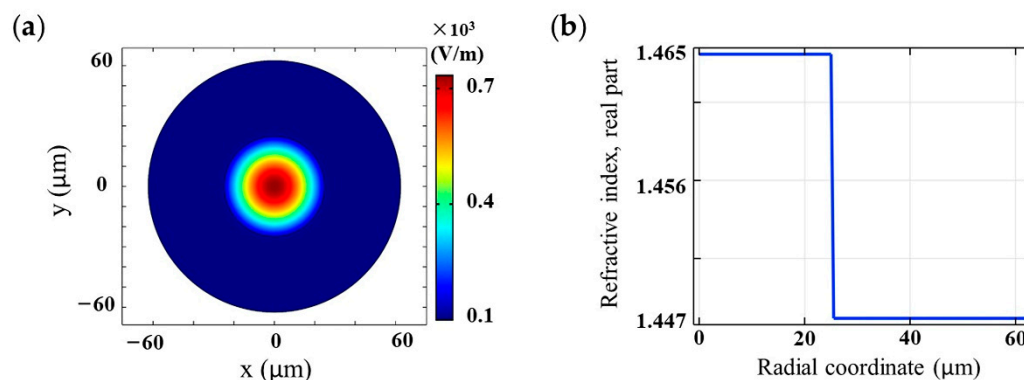 (a)
×10³
(V/m)
60
0
−60
y (μm)
−60
0
60
x (μm)
0.7
0.4
0.1
(b)
1.465
1.456
1.447
Refractive index, real part
0
20
40
60
Radial coordinate (μm)